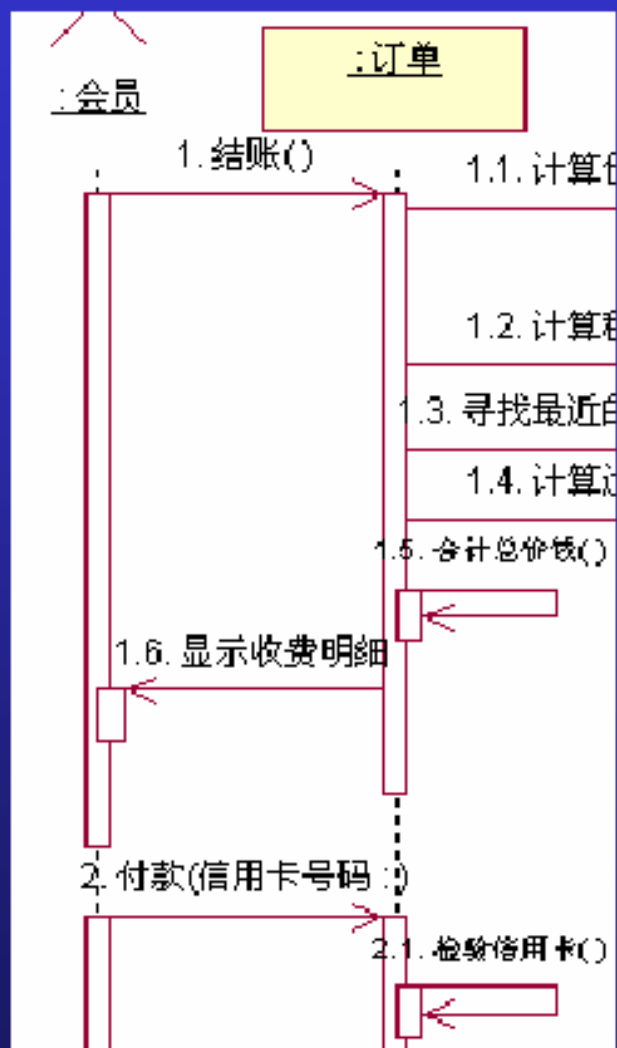 :会员
:订单
1. 结账()
1.1. 计算
1.2. 计算
1.3. 寻找最近的
1.4. 计算
1.5. 合计总价钱()
1.6. 显示收费明细
2. 付款(信用卡号码 :)
2.1. 检验信用卡()